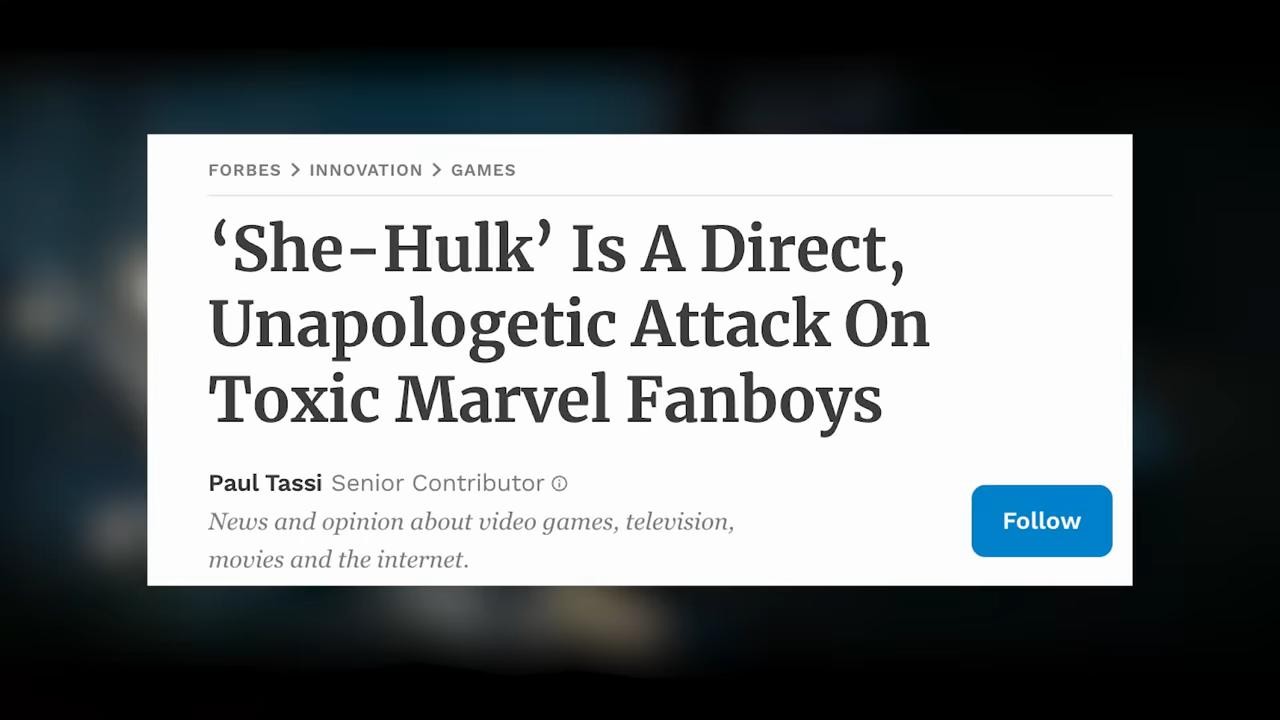 FORBES > INNOVATION > GAMES
‘She-Hulk’ Is A Direct,
Unapologetic Attack On
Toxic Marvel Fanboys
Paul Tassi Senior Contributor
News and opinion about video games, television,
movies and the internet.
Follow